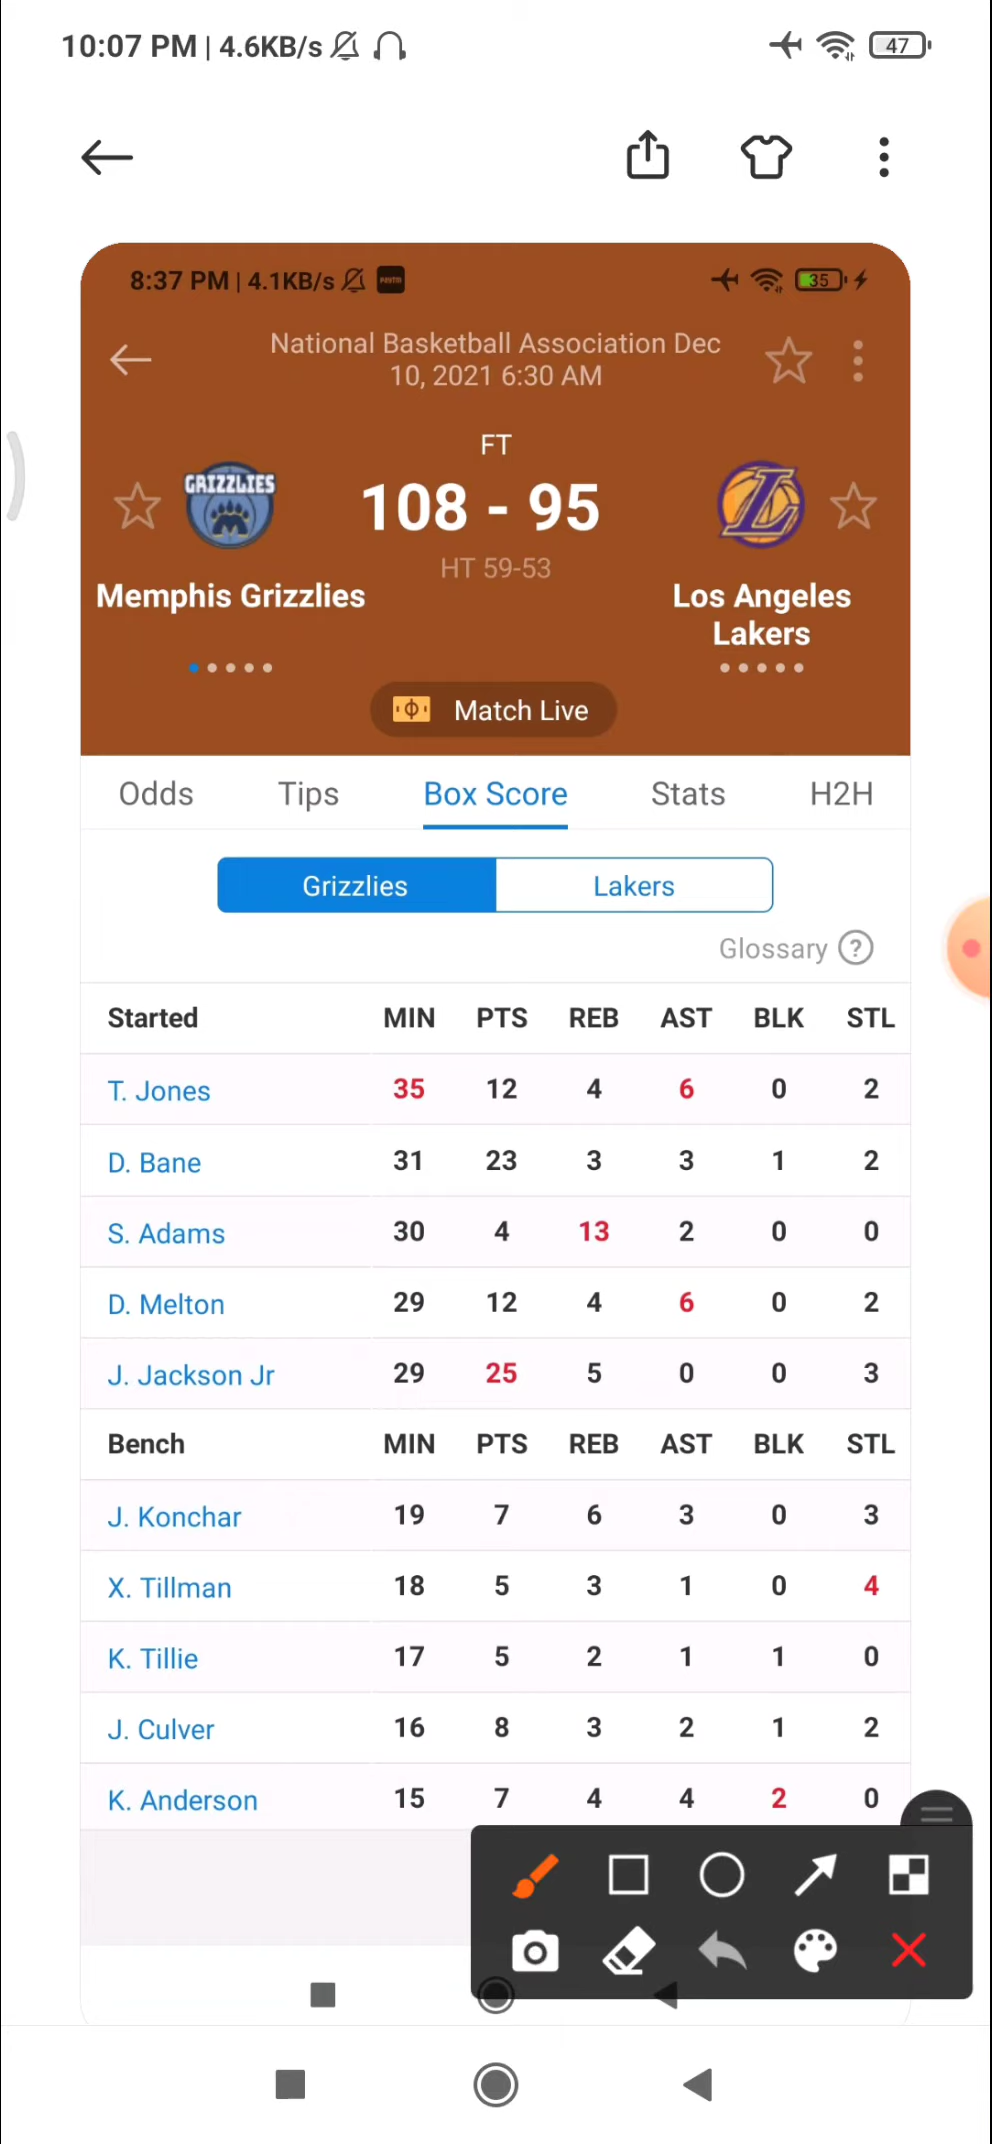 10:07 PM | 4.6KB/s
47
8:37 PM | 4.1KB/s
Paytm
35
National Basketball Association Dec
10, 2021 6:30 AM
FT
GRIZZLIES
108 - 95
HT 59-53
Memphis Grizzlies
Los Angeles
Lakers
Match Live
Odds Tips Box Score Stats H2H
Grizzlies Lakers
Glossary ?
Started MIN PTS REB AST BLK STL
T. Jones 35 12 4 6 0 2
D. Bane 31 23 3 3 1 2
S. Adams 30 4 13 2 0 0
D. Melton 29 12 4 6 0 2
J. Jackson Jr 29 25 5 0 0 3
Bench MIN PTS REB AST BLK STL
J. Konchar 19 7 6 3 0 3
X. Tillman 18 5 3 1 0 4
K. Tillie 17 5 2 1 1 0
J. Culver 16 8 3 2 1 2
K. Anderson 15 7 4 4 2 0